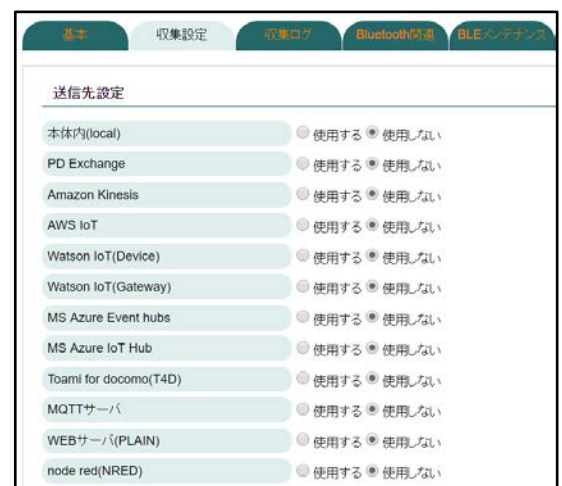 基本 収集設定 収集ログ Bluetooth関連 BLEメンテナンス
送信先設定
本体内(local) 使用する 使用しない
PD Exchange 使用する 使用しない
Amazon Kinesis 使用する 使用しない
AWS IoT 使用する 使用しない
Watson IoT(Device) 使用する 使用しない
Watson IoT(Gateway) 使用する 使用しない
MS Azure Event hubs 使用する 使用しない
MS Azure IoT Hub 使用する 使用しない
Toami for docomo(T4D) 使用する 使用しない
MQTTサーバ 使用する 使用しない
WEBサーバ(PLAIN) 使用する 使用しない
node red(NRED) 使用する 使用しない